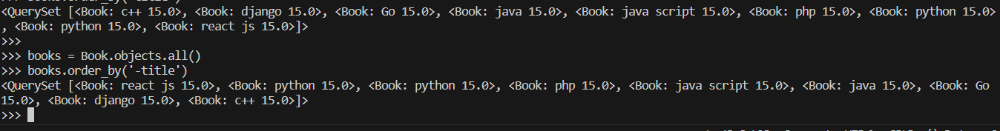 <QuerySet [<Book: c++ 15.0>, <Book: django 15.0>, <Book: Go 15.0>, <Book: java 15.0>, <Book: java script 15.0>, <Book: php 15.0>, <Book: python 15.0>
, <Book: python 15.0>, <Book: react js 15.0>]>
>>>
>>> books = Book.objects.all()
>>> books.order_by('-title')
<QuerySet [<Book: react js 15.0>, <Book: python 15.0>, <Book: python 15.0>, <Book: php 15.0>, <Book: java script 15.0>, <Book: java 15.0>, <Book: Go
15.0>, <Book: django 15.0>, <Book: c++ 15.0>]>
>>>